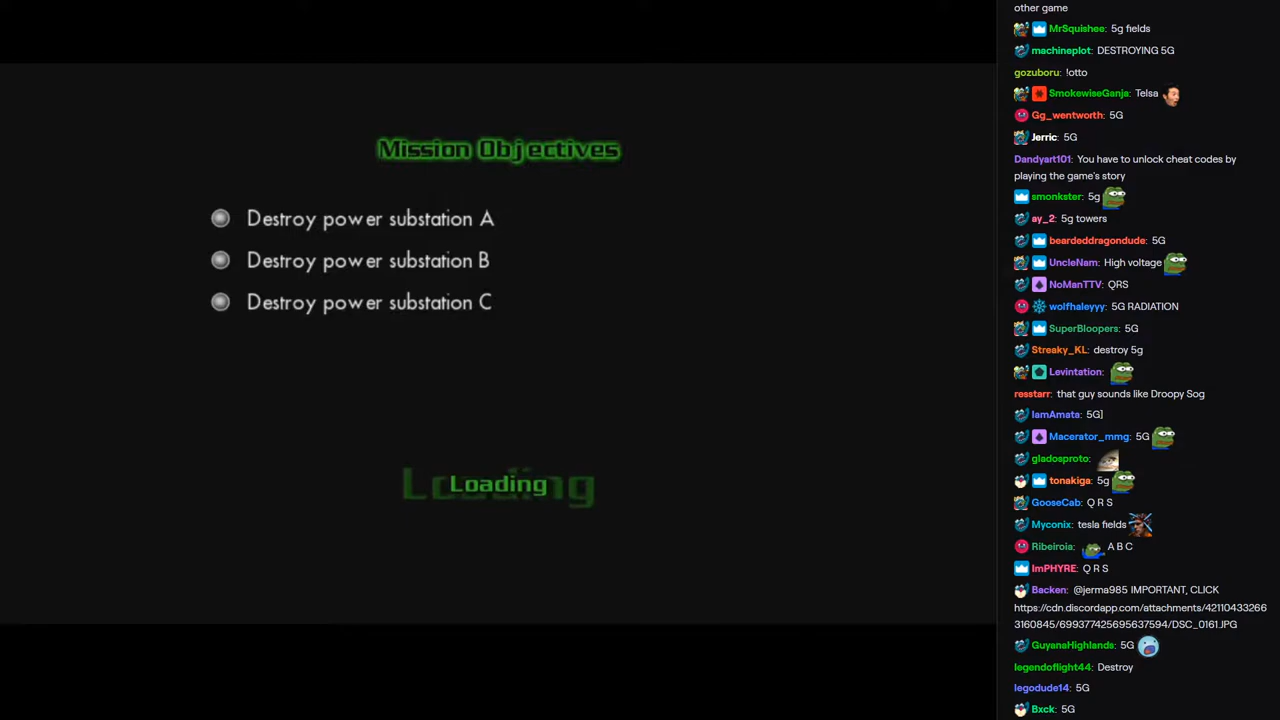 Mission Objectives
Destroy power substation A
Destroy power substation B
Destroy power substation C
Loading
other game
MrSquishee: 5g fields
machineplot: DESTROYING 5G
gozuboru: !otto
SmokewiseGanja: Telsa
Gg_wentworth: 5G
Jerric: 5G
Dandyart101: You have to unlock cheat codes by
playing the game's story
smonkster: 5g
ay_2: 5g towers
beardeddragondude: 5G
UncleNam: High voltage
NoManTTV: QRS
wolfhaleyyy: 5G RADIATION
SuperBloopers: 5G
Streaky_KL: destroy 5g
Levintation:
resstarr: that guy sounds like Droopy Sog
IamAmata: 5G]
Macerator_mmg: 5G
gladosproto:
tonakiga: 5g
GooseCab: Q R S
Myconix: tesla fields
Ribeiroia: A B C
ImPHYRE: Q R S
Backen: @jerma985 IMPORTANT, CLICK
https://cdn.discordapp.com/attachments/42110433266
3160845/699377425695637594/DSC_0161.JPG
GuyanaHighlands: 5G
legendoflight44: Destroy
legodude14: 5G
Bxck: 5G